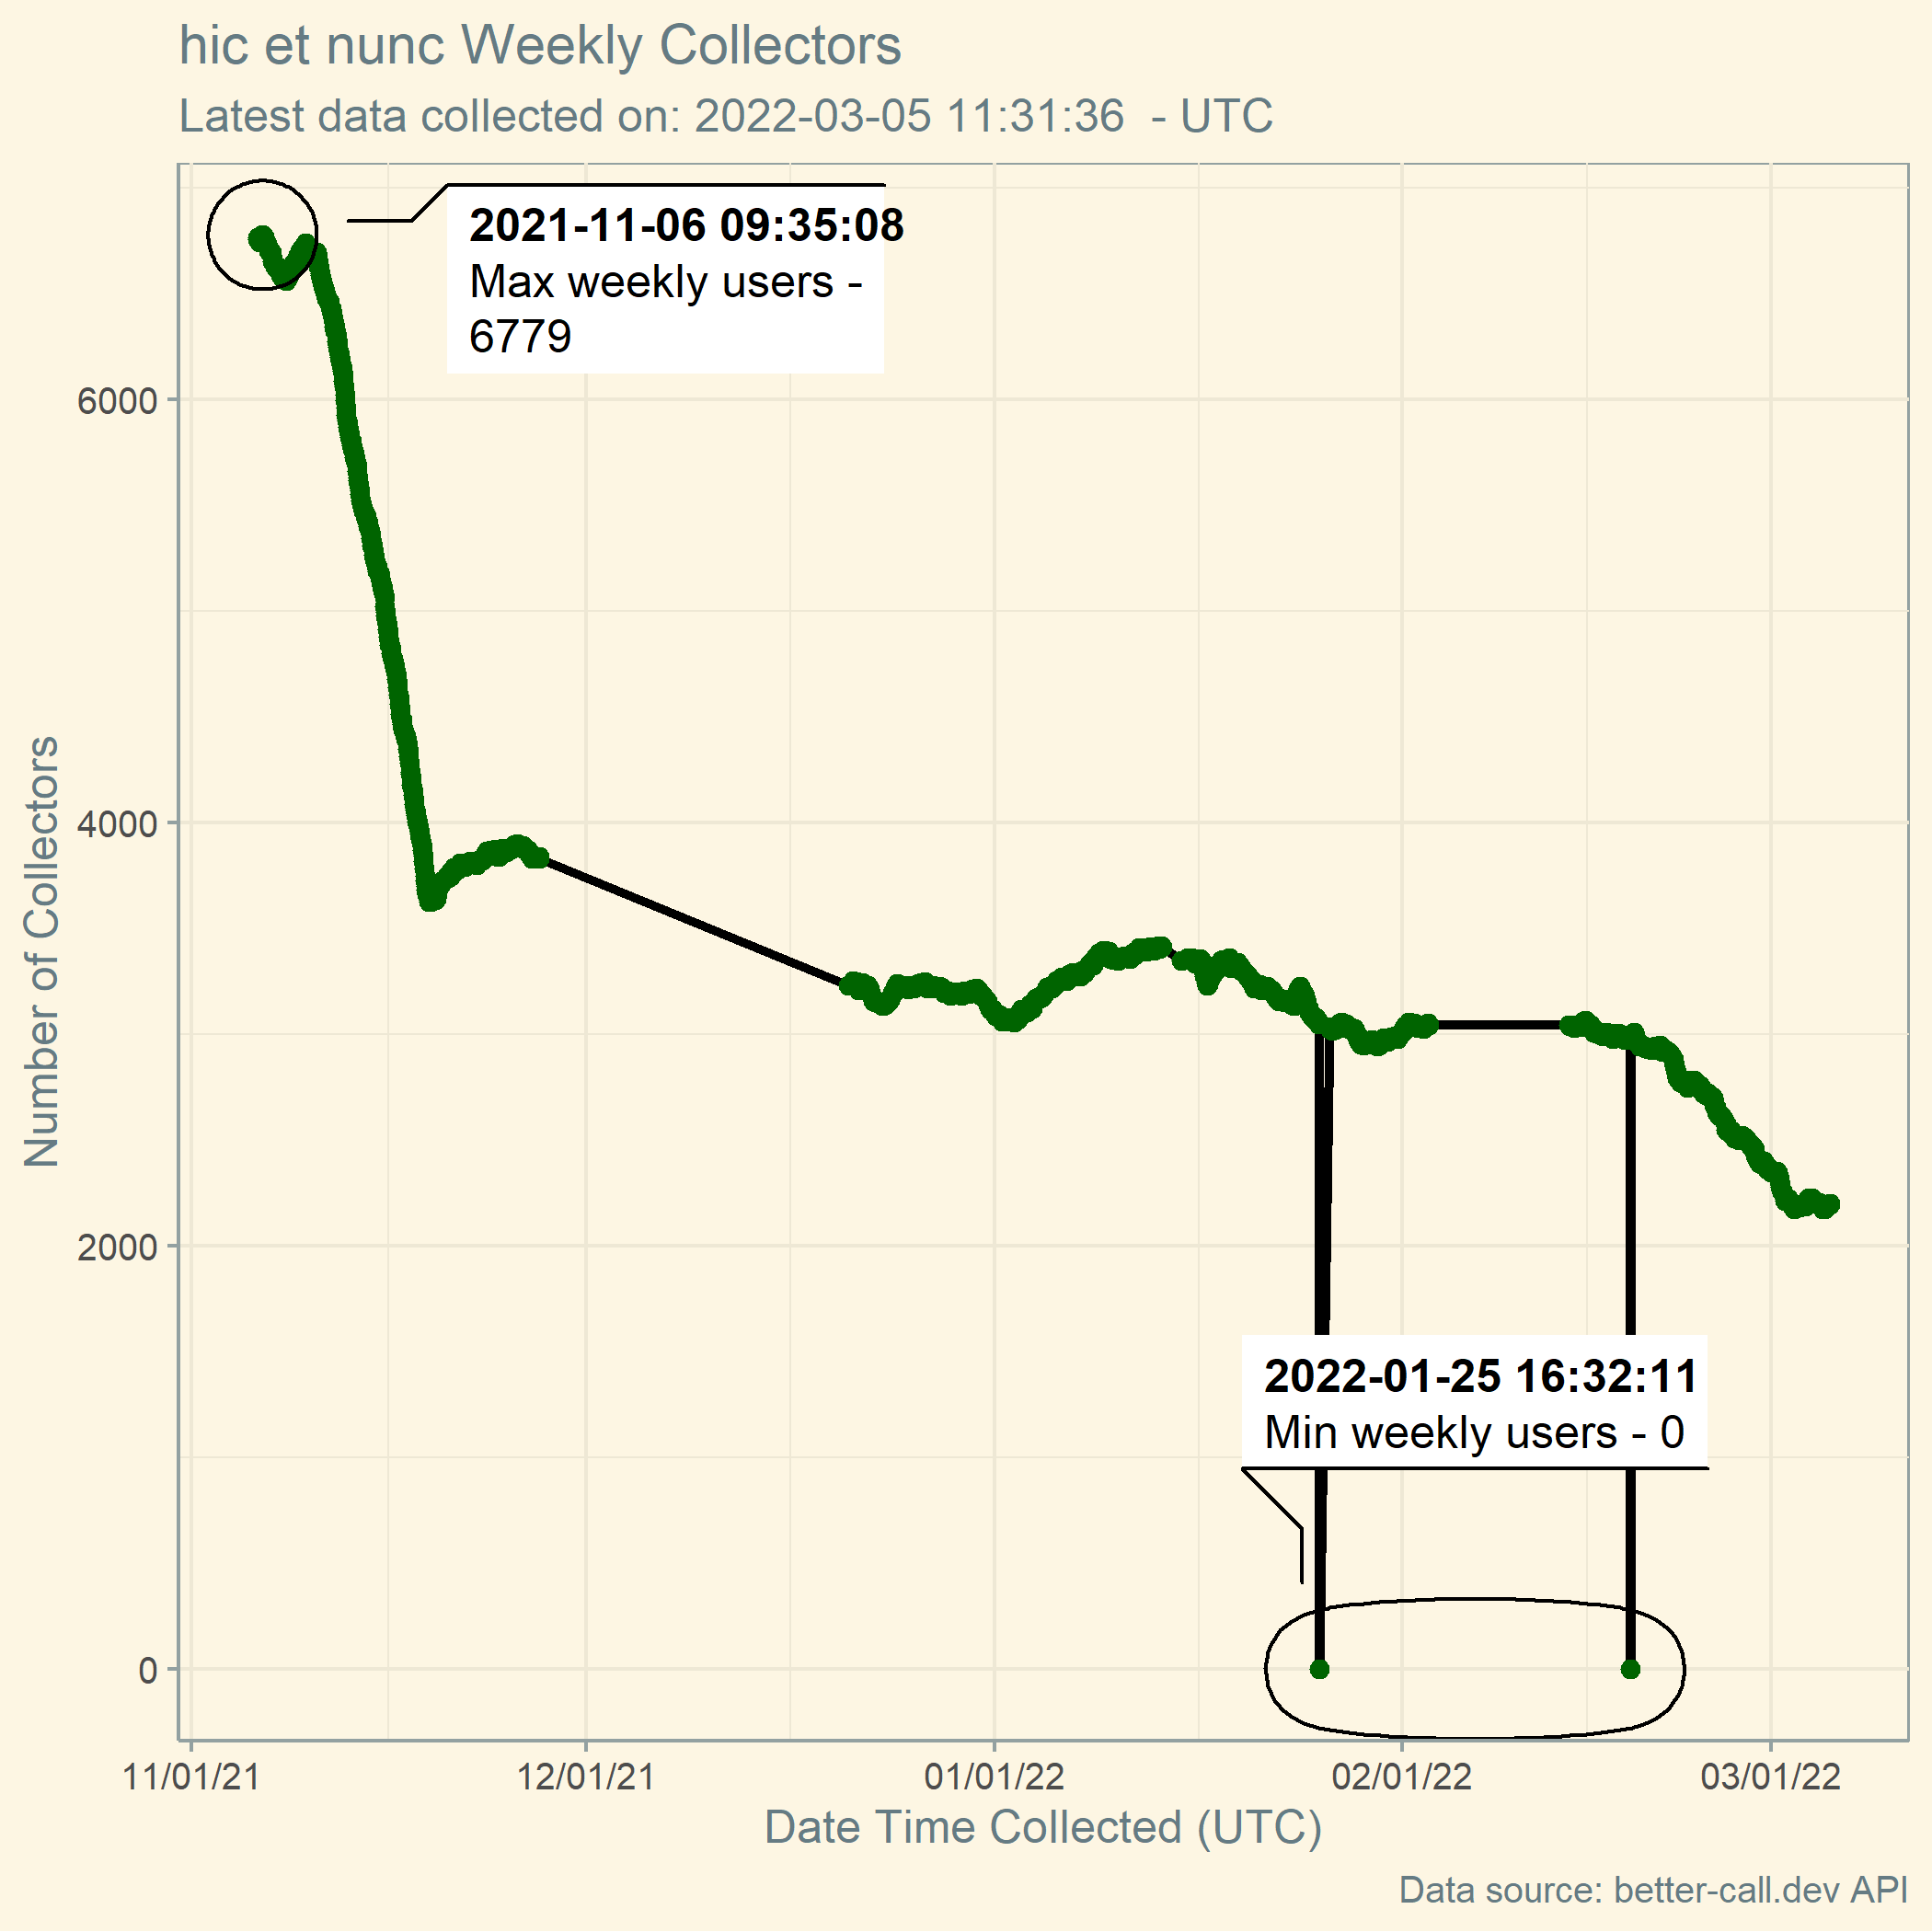 hic et nunc Weekly Collectors
Latest data collected on: 2022-03-05 11:31:36  - UTC
2021-11-06 09:35:08
Max weekly users -
6779
6000
4000
2000
0
Number of Collectors
2022-01-25 16:32:11
Min weekly users - 0
11/01/21 12/01/21 01/01/22 02/01/22 03/01/22
Date Time Collected (UTC)
Data source: better-call.dev API